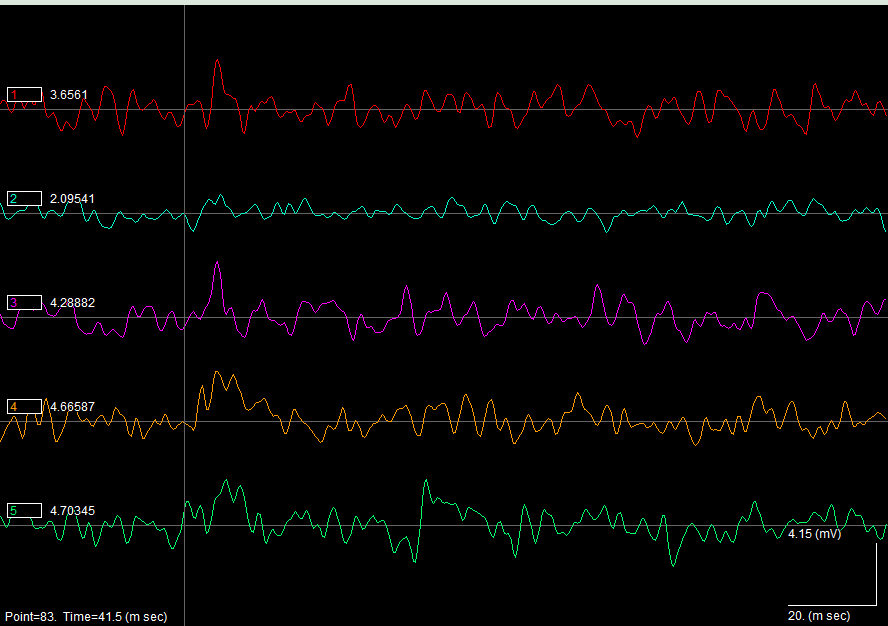 1 3.6561
2 2.09541
3 4.28882
4 4.66587
5 4.70345
4.15 (mV)
Point=83. Time=41.5 (m sec)
20. (m sec)